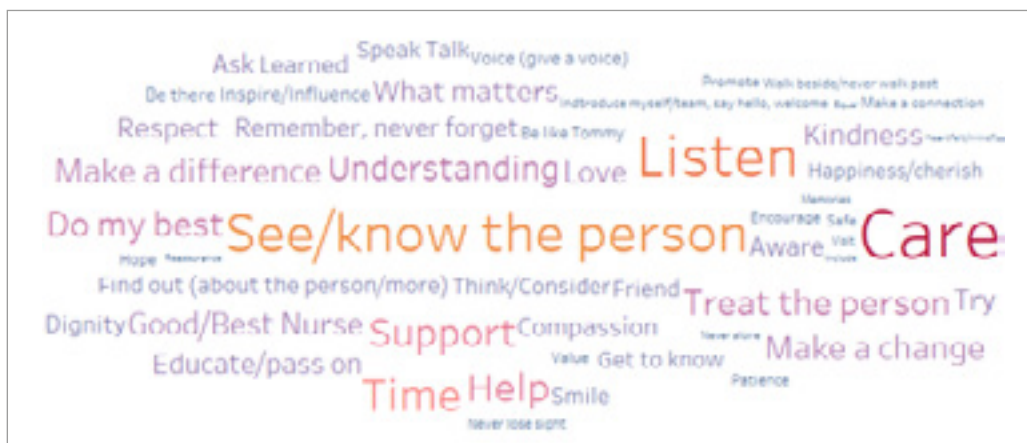 Speak Talk Voice (give a voice)
Ask Learned
Promote Walk beside/never walk past
Be there Inspire/Influence What matters Indtroduce myself/team, say hello, welcome Make a connection
Respect Remember, never forget Be like Tommy Kindness
Listen
Make a difference Understanding Love Happiness/cherish
Memories
Do my best See/know the person Encourage Safe Care
Aware Visit
Include
Hope Reassurance
Find out (about the person/more) Think/Consider Friend Treat the person Try
Dignity Good/Best Nurse Support Compassion Never alone Make a change
Educate/pass on Value Get to know
Time Help Smile Patience
Never lose sight